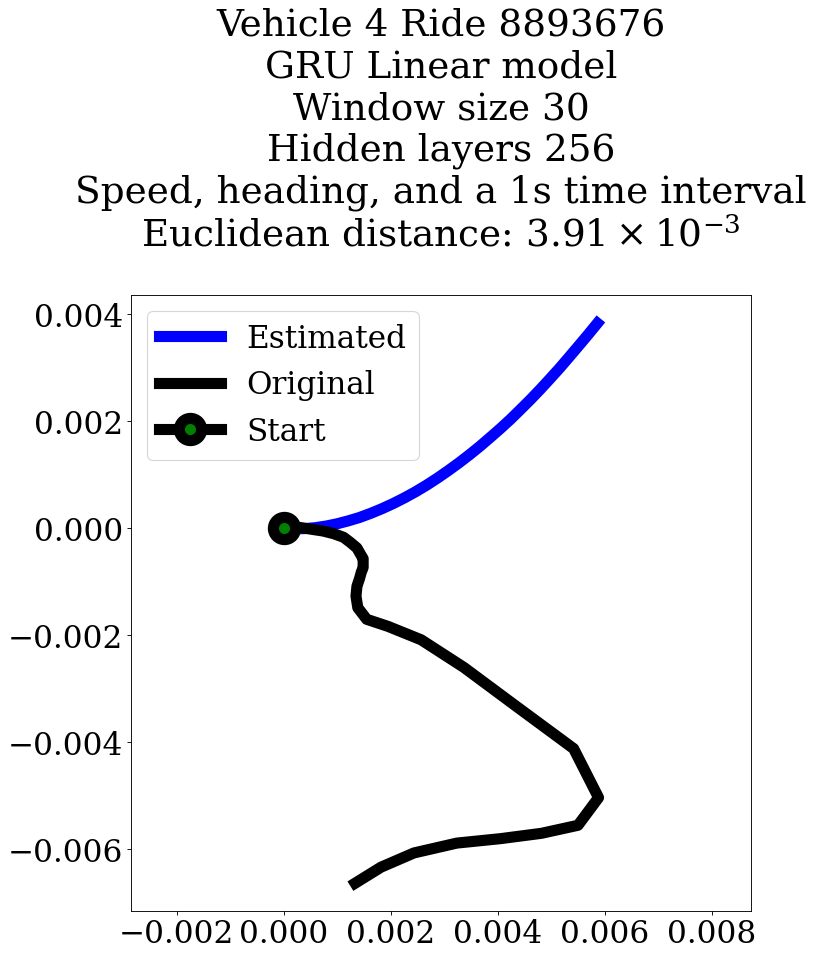 Vehicle 4 Ride 8893676
GRU Linear model
Window size 30
Hidden layers 256
Speed, heading, and a 1s time interval
Euclidean distance: 3.91 × 10⁻³
Estimated
Original
Start
0.004
0.002
0.000
−0.002
−0.004
−0.006
−0.002 0.000 0.002 0.004 0.006 0.008